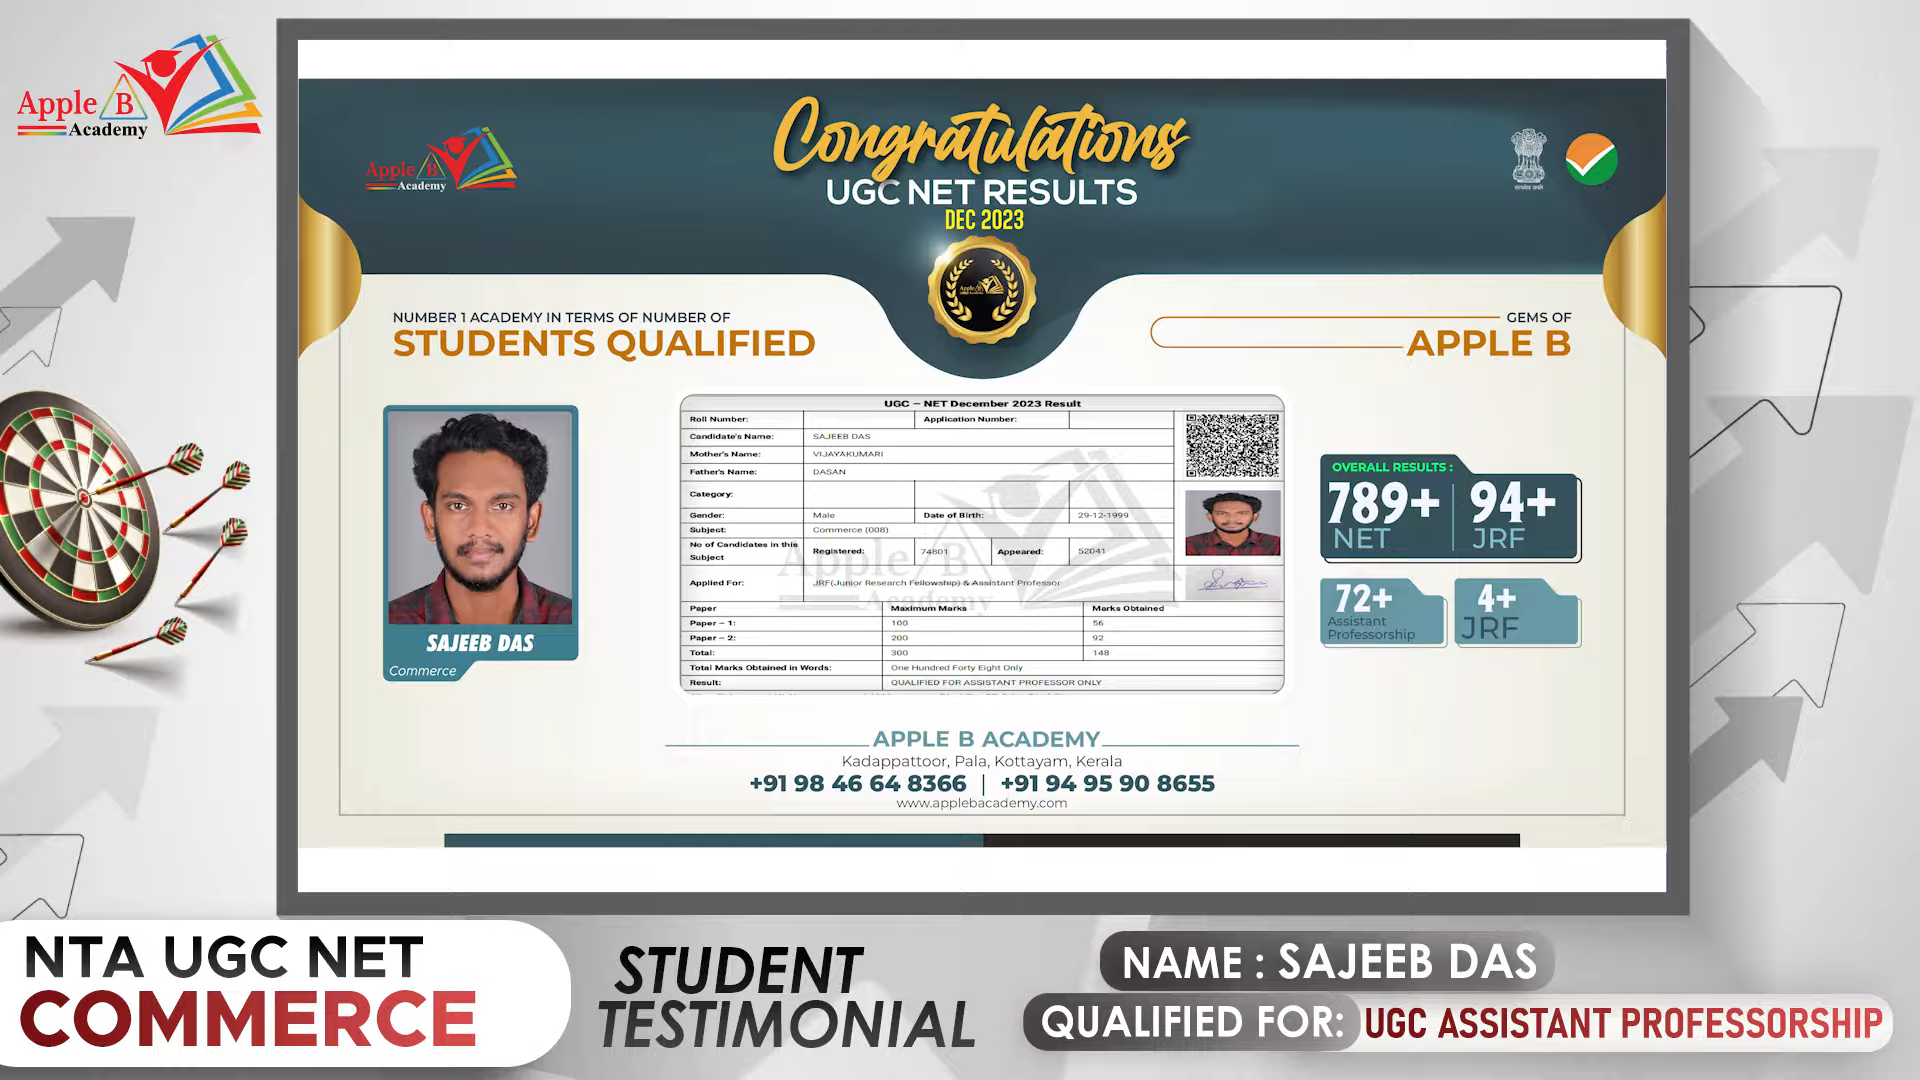 Apple B
Academy
Apple B
Academy
Congratulations
UGC NET RESULTS
DEC 2023
सत्यमेव जयते
Apple B
NUMBER 1 ACADEMY IN TERMS OF NUMBER OF
STUDENTS QUALIFIED
GEMS OF
APPLE B
SAJEEB DAS
Commerce
UGC – NET December 2023 Result
Roll Number: Application Number:
Candidate's Name: SAJEEB DAS
Mother's Name: VIJAYAKUMARI
Father's Name: DASAN
Category:
Gender: Male Date of Birth: 29-12-1999
Subject: Commerce (008)
No of Candidates in this Subject Registered: 74801 Appeared: 52041
Applied For: JRF(Junior Research Fellowship) & Assistant Professor
Paper Maximum Marks Marks Obtained
Paper – 1: 100 56
Paper – 2: 200 92
Total: 300 148
Total Marks Obtained in Words: One Hundred Forty Eight Only
Result: QUALIFIED FOR ASSISTANT PROFESSOR ONLY
Apple B
Academy
OVERALL RESULTS :
789+ 94+
NET JRF
72+ 4+
Assistant
Professorship JRF
APPLE B ACADEMY
Kadappattoor, Pala, Kottayam, Kerala
+91 98 46 64 8366 | +91 94 95 90 8655
www.applebacademy.com
NTA UGC NET
COMMERCE
STUDENT
TESTIMONIAL
NAME : SAJEEB DAS
QUALIFIED FOR: UGC ASSISTANT PROFESSORSHIP